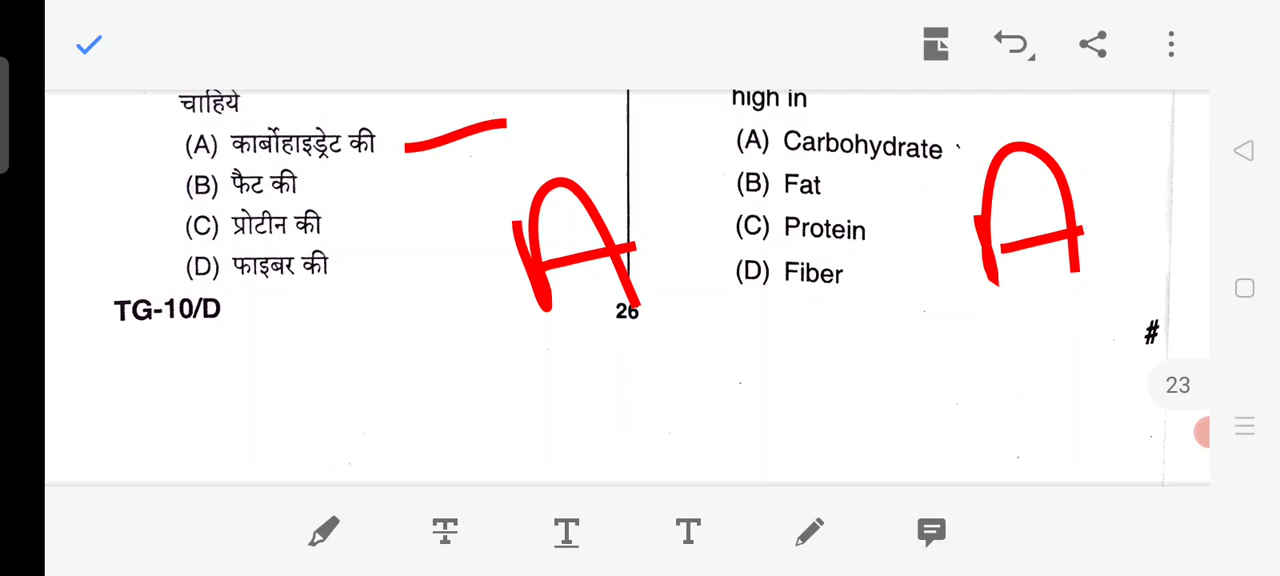 चाहिये
(A) कार्बोहाइड्रेट की
(B) फैट की
(C) प्रोटीन की
(D) फाइबर की
A
TG-10/D
26
high in
(A) Carbohydrate
(B) Fat
(C) Protein
(D) Fiber
A
#
23
T
T
T